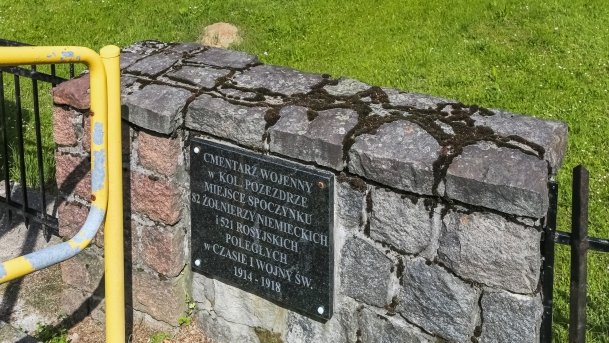 CMENTARZ WOJENNY
W KOL. POZEZDRZE
MIEJSCE SPOCZYNKU
82 ŻOŁNIERZY NIEMIECKICH
I 521 ROSYJSKICH
POLEGŁYCH
W CZASIE I WOJNY ŚW.
1914 - 1918